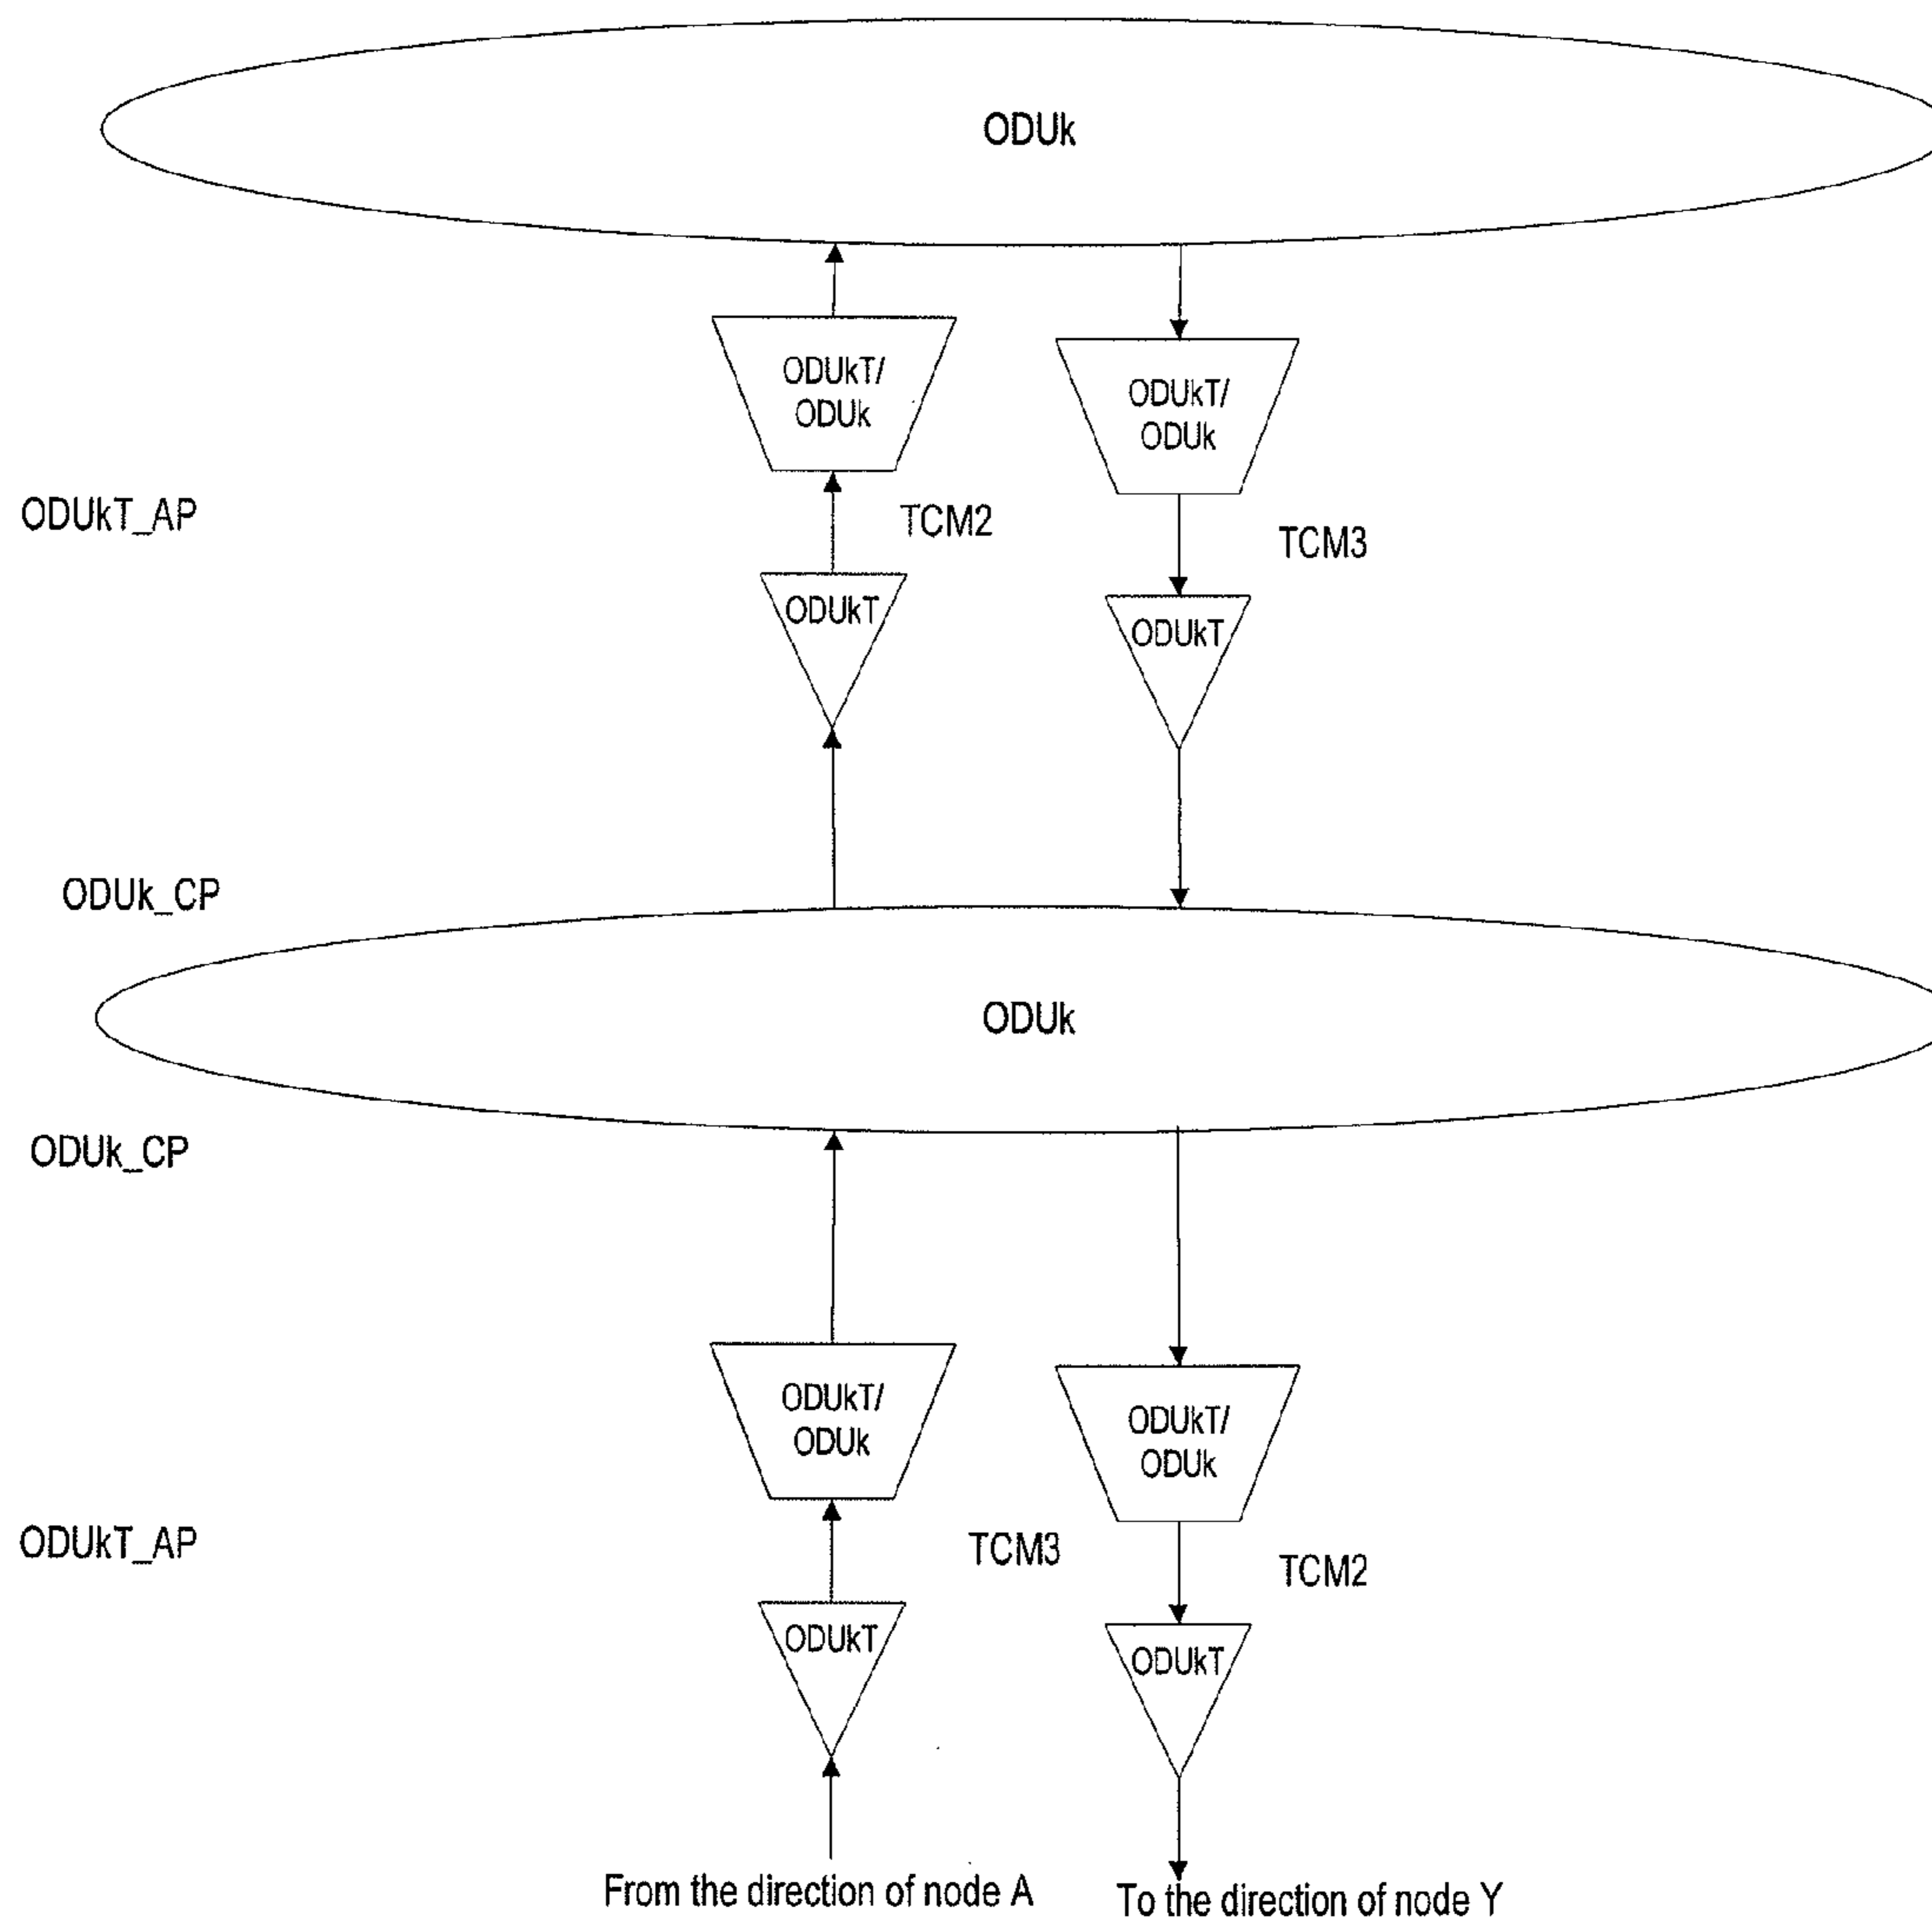 ODUk
ODUkT/
ODUk
ODUkT/
ODUk
ODUkT_AP
TCM2
TCM3
ODUkT
ODUkT
ODUk_CP
ODUk
ODUk_CP
ODUkT/
ODUk
ODUkT/
ODUk
ODUkT_AP
TCM3
TCM2
ODUkT
ODUkT
From the direction of node A
To the direction of node Y